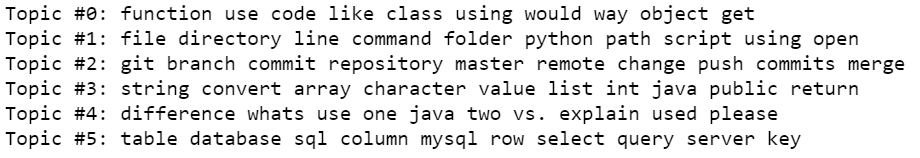 Topic #0: function use code like class using would way object get
Topic #1: file directory line command folder python path script using open
Topic #2: git branch commit repository master remote change push commits merge
Topic #3: string convert array character value list int java public return
Topic #4: difference whats use one java two vs. explain used please
Topic #5: table database sql column mysql row select query server key